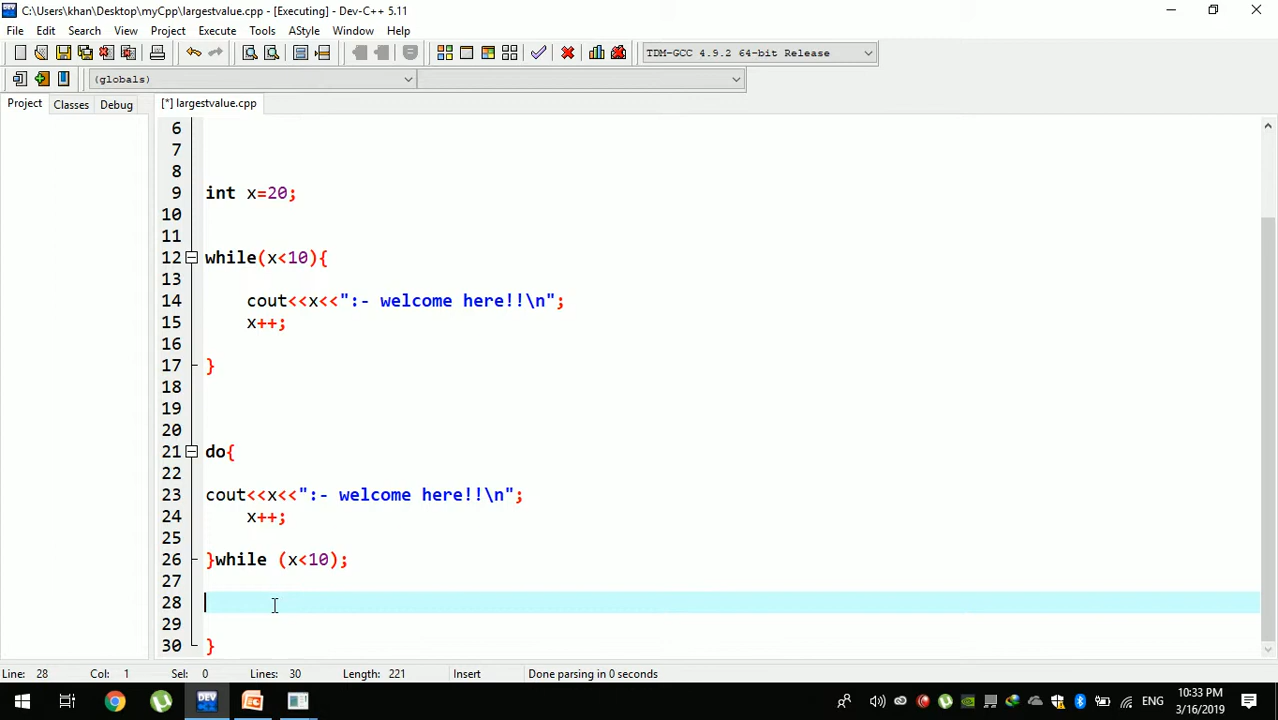 C:\Users\khan\Desktop\myCpp\largestvalue.cpp - [Executing] - Dev-C++ 5.11
File Edit Search View Project Execute Tools AStyle Window Help
TDM-GCC 4.9.2 64-bit Release
(globals)
Project Classes Debug [*] largestvalue.cpp
6
7
8
9 int x=20;
10
11
12 while(x<10){
13
14 cout<<x<<":- welcome here!!\n";
15 x++;
16
17 }
18
19
20
21 do{
22
23 cout<<x<<":- welcome here!!\n";
24 x++;
25
26 }while (x<10);
27
28
29
30 }
Line: 28 Col: 1 Sel: 0 Lines: 30 Length: 221 Insert Done parsing in 0 seconds
DEV
ENG
10:33 PM
3/16/2019